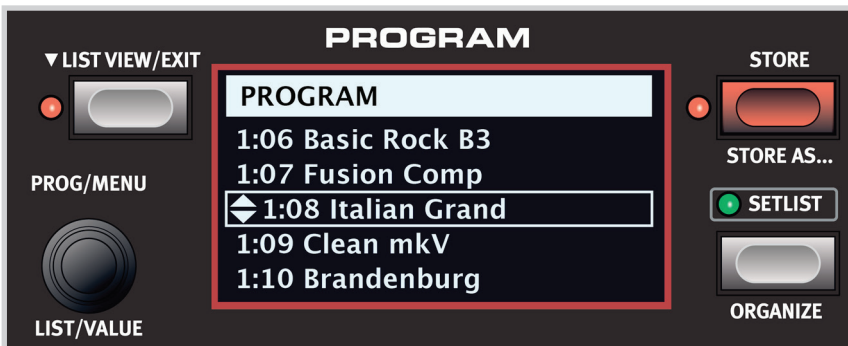 PROGRAM
▼ LIST VIEW/EXIT
STORE
PROGRAM
1:06 Basic Rock B3
1:07 Fusion Comp
1:08 Italian Grand
1:09 Clean mkV
1:10 Brandenburg
STORE AS...
PROG/MENU
SETLIST
LIST/VALUE
ORGANIZE